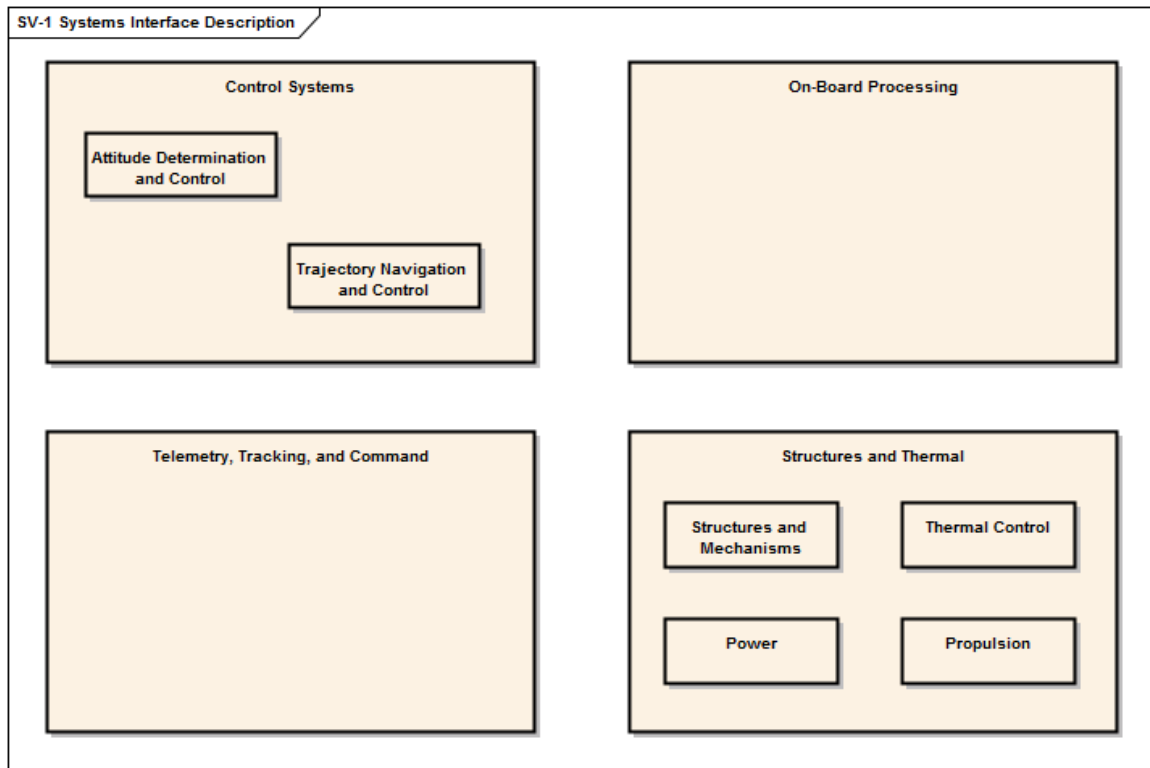 SV-1 Systems Interface Description
Control Systems
Attitude Determination
and Control
Trajectory Navigation
and Control
On-Board Processing
Telemetry, Tracking, and Command
Structures and Thermal
Structures and
Mechanisms
Thermal Control
Power
Propulsion